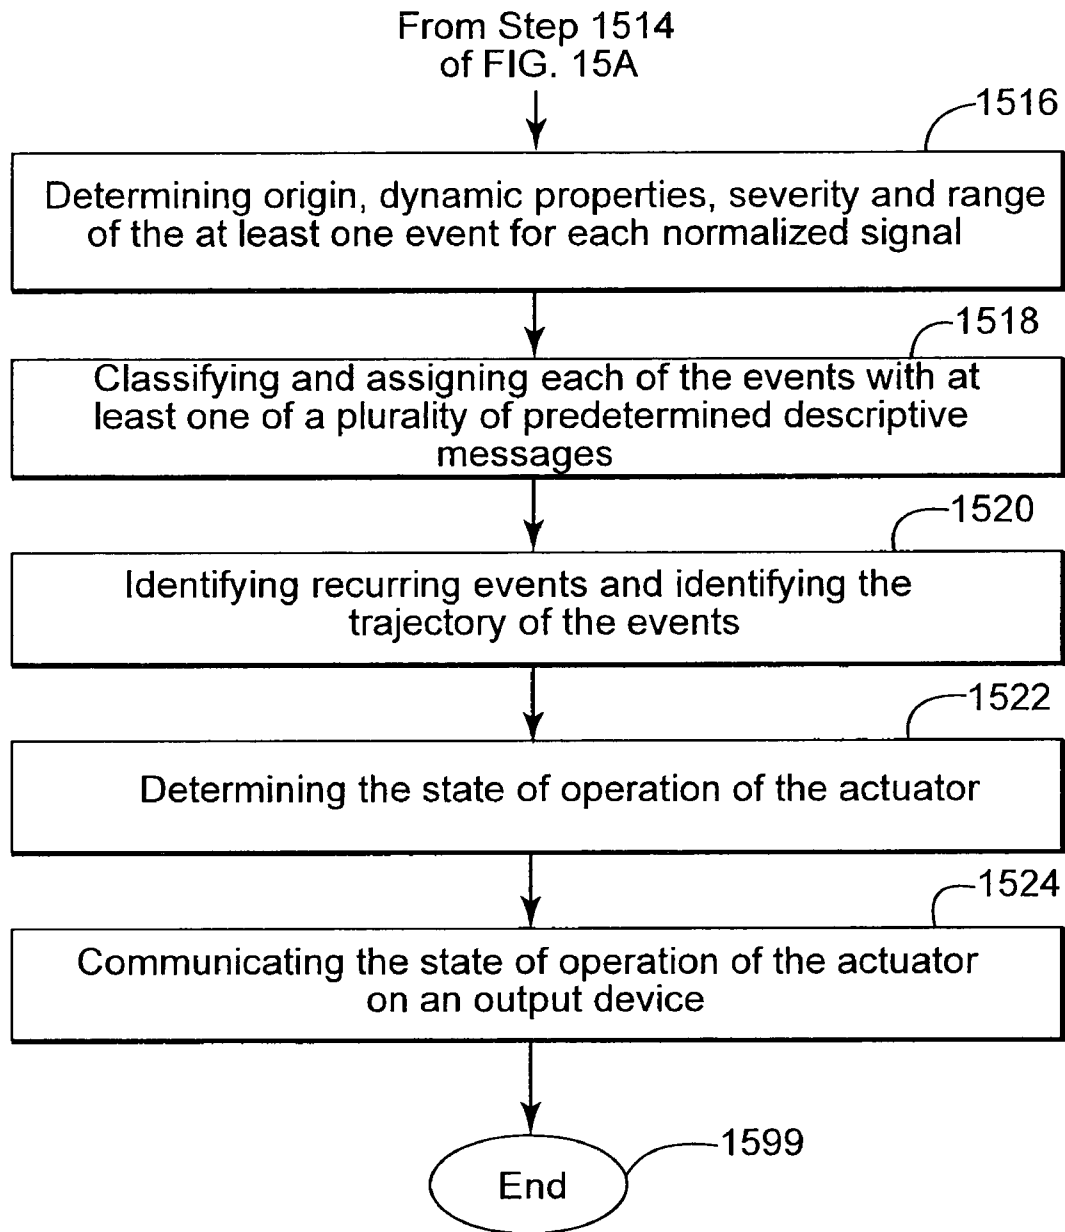 From Step 1514
of FIG. 15A
1516
Determining origin, dynamic properties, severity and range
of the at least one event for each normalized signal
1518
Classifying and assigning each of the events with at
least one of a plurality of predetermined descriptive
messages
1520
Identifying recurring events and identifying the
trajectory of the events
1522
Determining the state of operation of the actuator
1524
Communicating the state of operation of the actuator
on an output device
1599
End